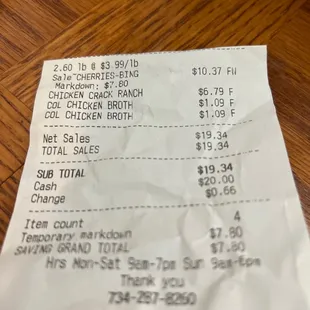 2.60 lb @ $3.99/lb
Sale CHERRIES-BING $10.37 FW
Markdown: $7.80
CHICKEN CRACK RANCH $6.79 F
COL CHICKEN BROTH $1.09 F
COL CHICKEN BROTH $1.09 F
Net Sales $19.34
TOTAL SALES $19.34
SUB TOTAL $19.34
Cash $20.00
Change $0.66
Item count 4
Temporary markdown $7.80
SAVING GRAND TOTAL $7.80
Hrs Mon-Sat 9am-7pm Sun 9am-6pm
Thank you
734-287-8260